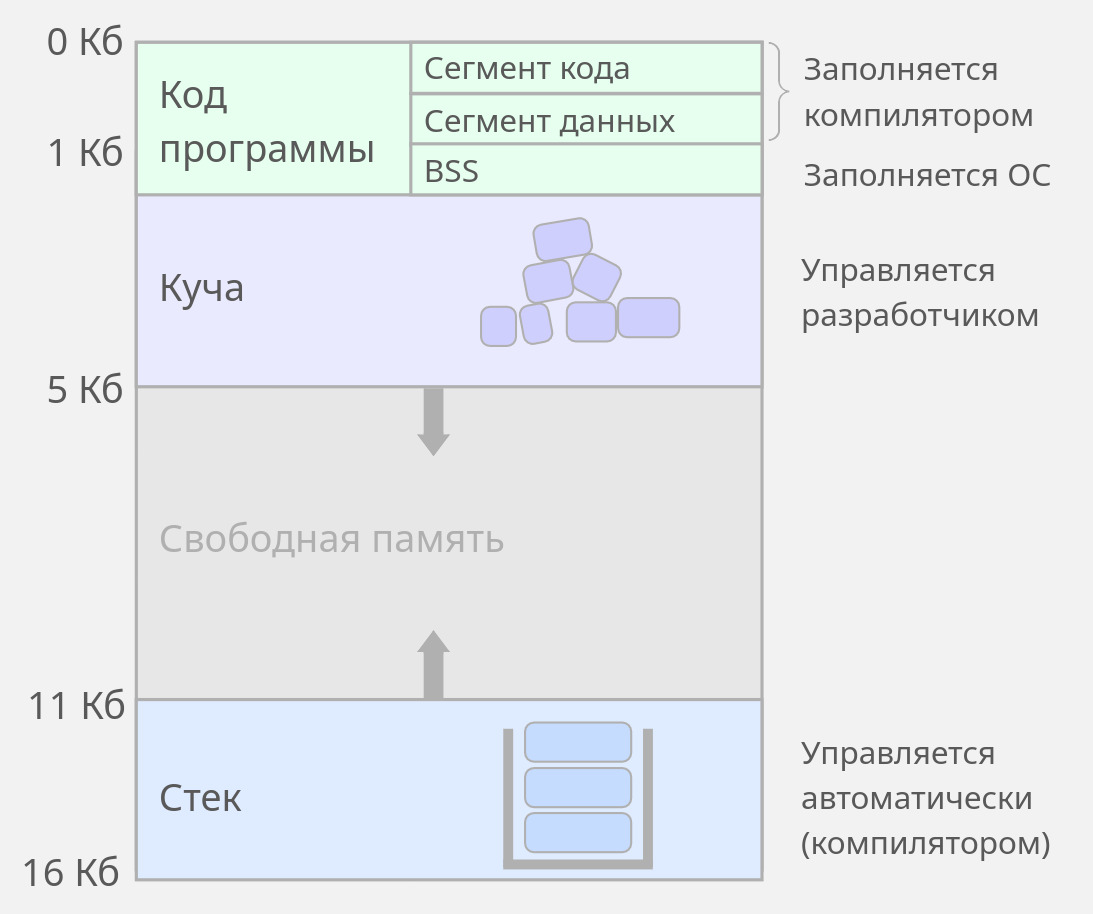 0 Кб
Код
программы
Сегмент кода
Сегмент данных
BSS
Заполняется
компилятором
1 Кб
Заполняется ОС
Куча
Управляется
разработчиком
5 Кб
Свободная память
11 Кб
Стек
Управляется
автоматически
(компилятором)
16 Кб